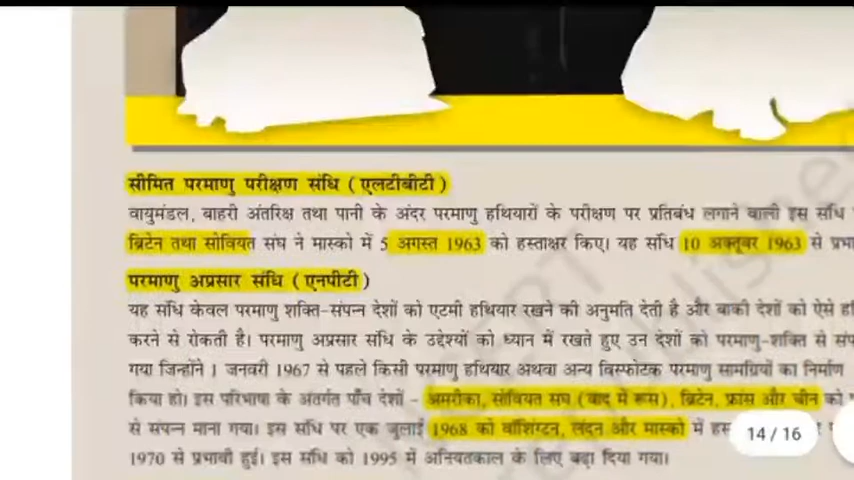 सीमित परमाणु परीक्षण संधि (एलटीबीटी)
वायुमंडल, बाहरी अंतरिक्ष तथा पानी के अंदर परमाणु हथियारों के परीक्षण पर प्रतिबंध लगाने वाली इस संधि
ब्रिटेन तथा सोवियत संघ ने मास्को में 5 अगस्त 1963 को हस्ताक्षर किए। यह संधि 10 अक्तूबर 1963 से
परमाणु अप्रसार संधि (एनपीटी)
यह संधि केवल परमाणु शक्ति-संपन्न देशों को एटमी हथियार रखने की अनुमति देती है और बाकी देशों को ऐसे
करने से रोकती है। परमाणु अप्रसार संधि के उद्देश्यों को ध्यान में रखते हुए उन देशों को परमाणु-शक्ति से
गया जिन्होंने 1 जनवरी 1967 से पहले किसी परमाणु हथियार अथवा अन्य विस्फोटक परमाणु सामग्रियों का निर्माण
किया हो। इस परिभाषा के अंतर्गत पाँच देशों - अमरीका, सोवियत संघ (बाद में रूस), ब्रिटेन, फ्रांस और चीन को
से संपन्न माना गया। इस संधि पर एक जुलाई 1968 को वॉशिंग्टन, लंदन और मास्को में
14/16
1970 से प्रभावी हुई। इस संधि को 1995 में अनियतकाल के लिए बढ़ा दिया गया।